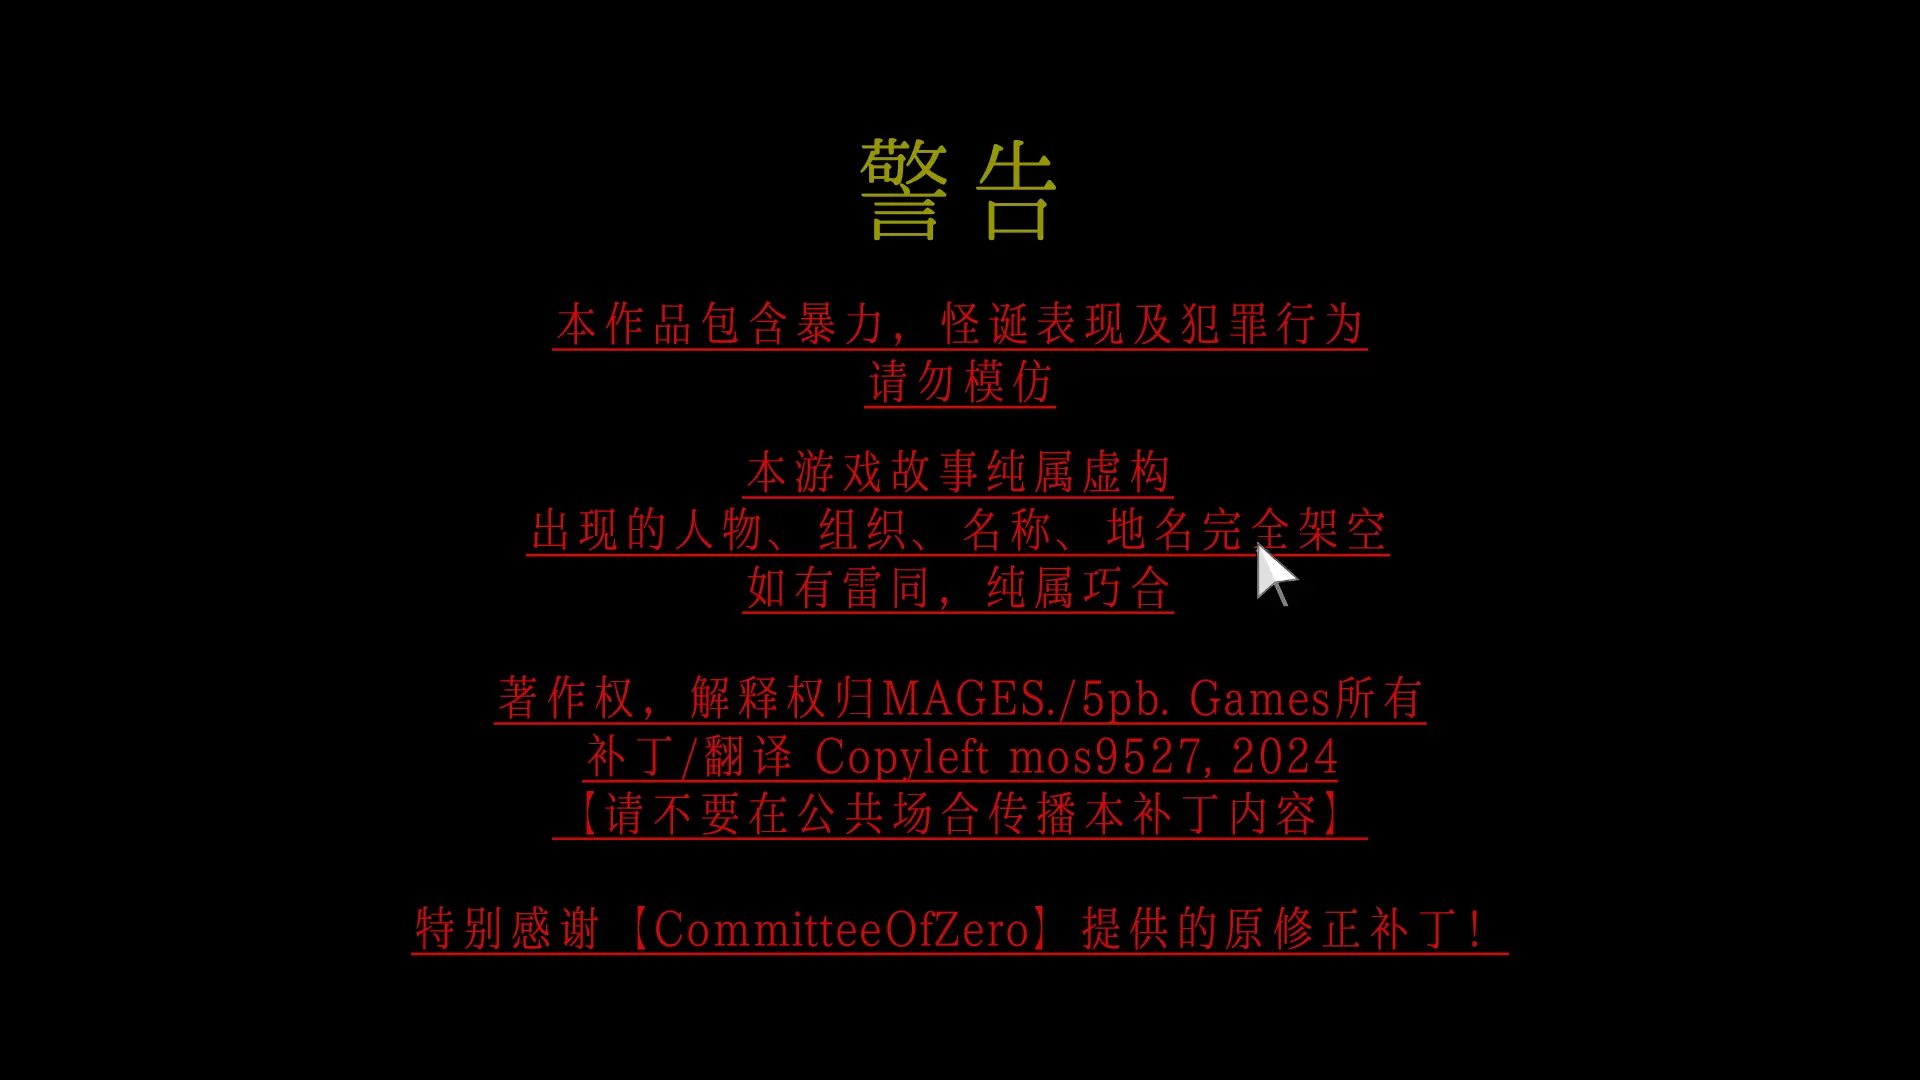 警告
本作品包含暴力，怪诞表现及犯罪行为
请勿模仿
本游戏故事纯属虚构
出现的人物、组织、名称、地名完全架空
如有雷同，纯属巧合
著作权，解释权归MAGES./5pb. Games所有
补丁/翻译 Copyleft mos9527, 2024
【请不要在公共场合传播本补丁内容】
特别感谢【CommitteeOfZero】提供的原修正补丁！